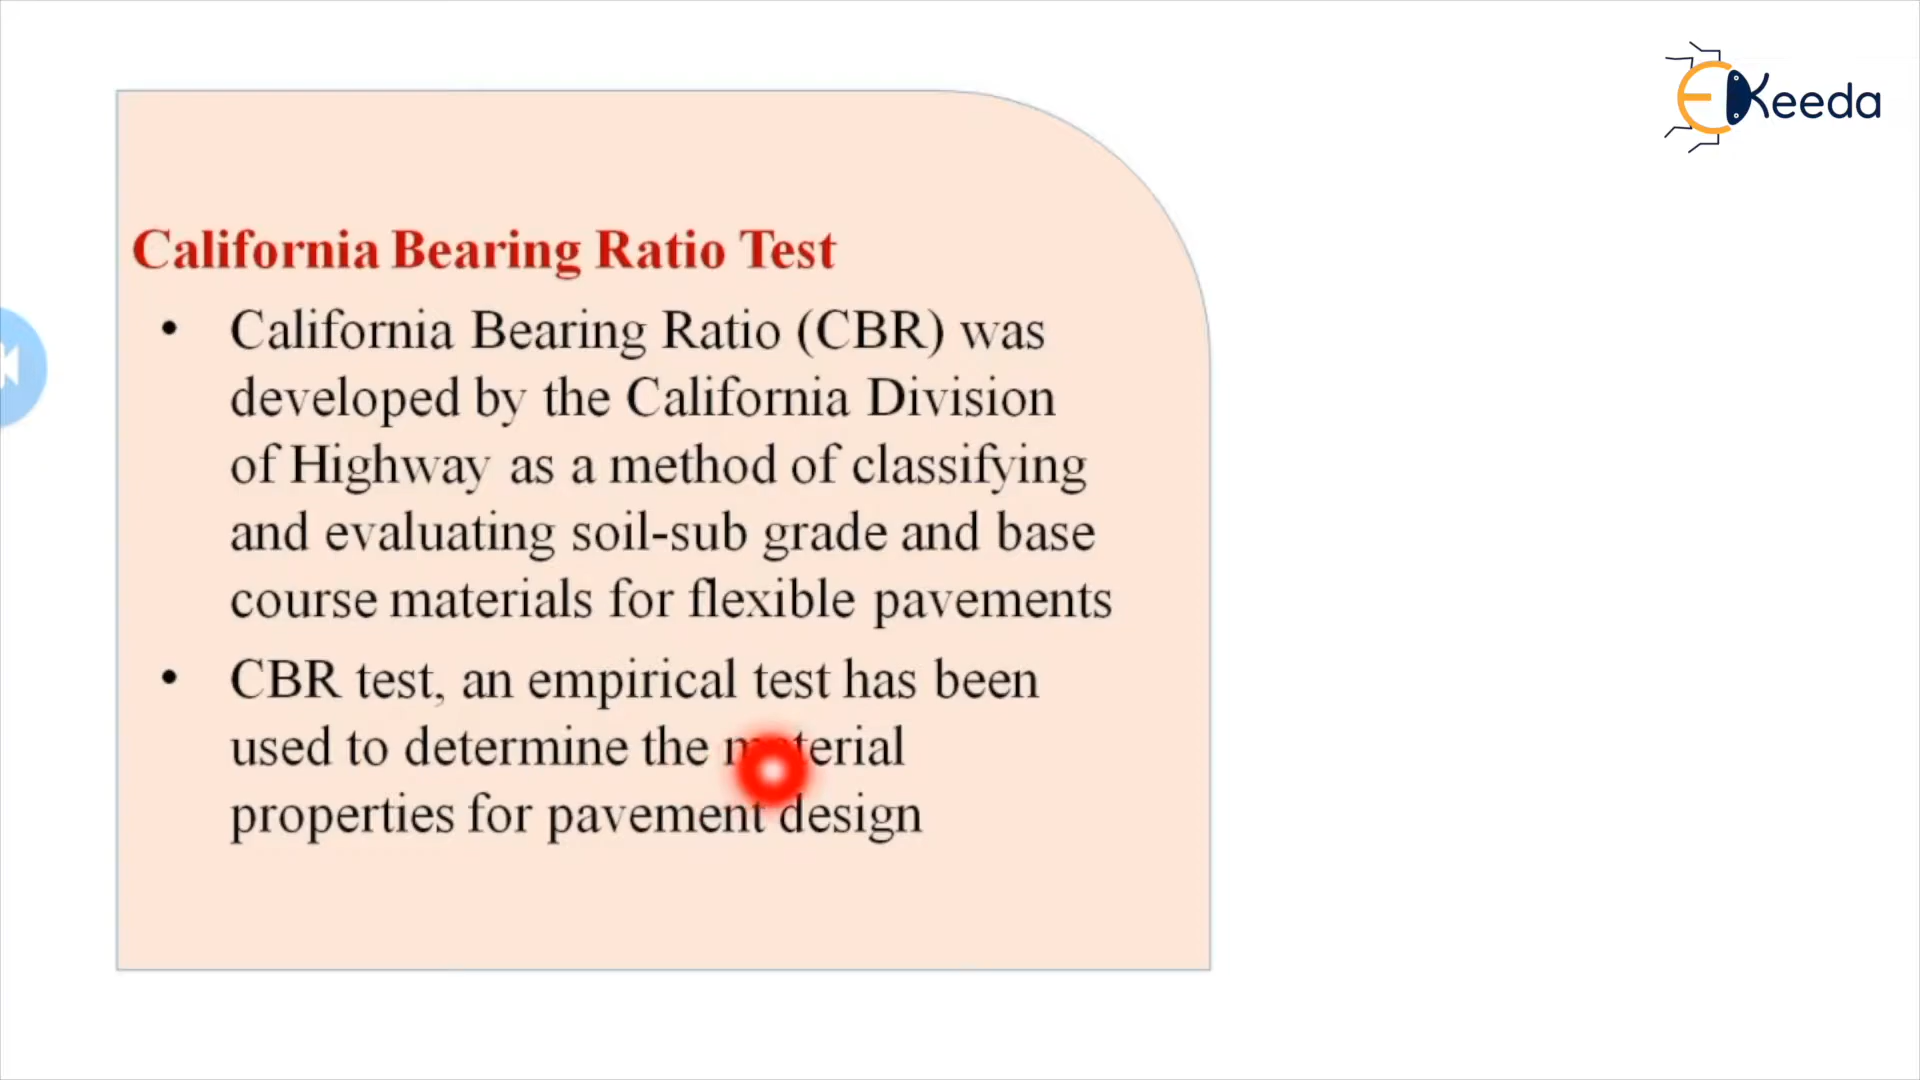 EKeeda
California Bearing Ratio Test
• California Bearing Ratio (CBR) was
developed by the California Division
of Highway as a method of classifying
and evaluating soil-sub grade and base
course materials for flexible pavements
• CBR test, an empirical test has been
used to determine the material
properties for pavement design